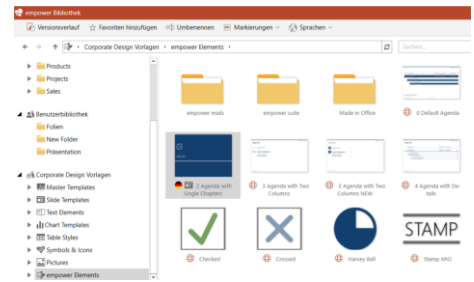 empower Bibliothek
Versionsverlauf Favoriten hinzufügen Umbenennen Markierungen Sprachen
Corporate Design Vorlagen empower Elements Suchen...
Products
Projects
Sales
Benutzerbibliothek
Folien
New Folder
Präsentation
Corporate Design Vorlagen
Master Templates
Slide Templates
Text Elements
Chart Templates
Table Styles
Symbols & Icons
Pictures
empower Elements
empower mails empower suite Made in Office 0 Default Agenda
2 Agenda with
Single Chapters
3 Agenda with Two
Columns
3 Agenda with Two
Columns NEW
4 Agenda with De-
tails
STAMP
Checked Crossed Harvey Ball Stamp MIO